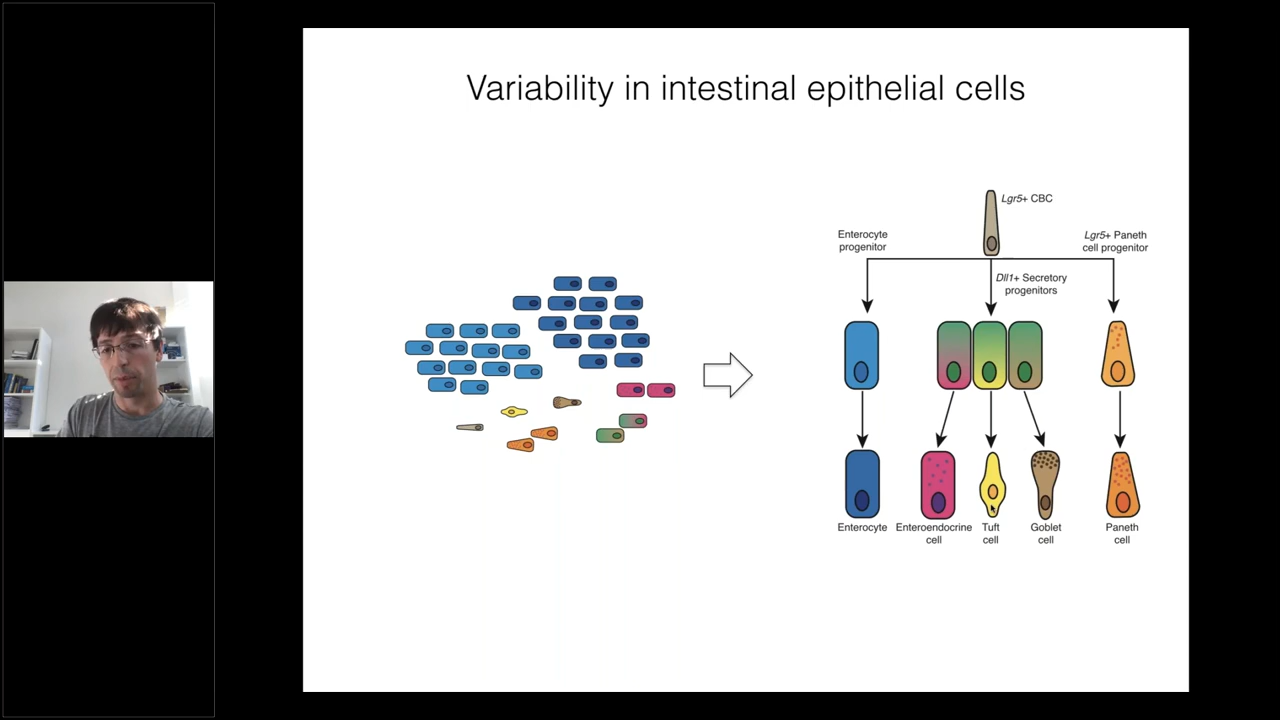 Variability in intestinal epithelial cells
Lgr5+ CBC
Enterocyte
progenitor
Lgr5+ Paneth
cell progenitor
Dll1+ Secretory
progenitors
Enterocyte
Enteroendocrine
cell
Tuft
cell
Goblet
cell
Paneth
cell